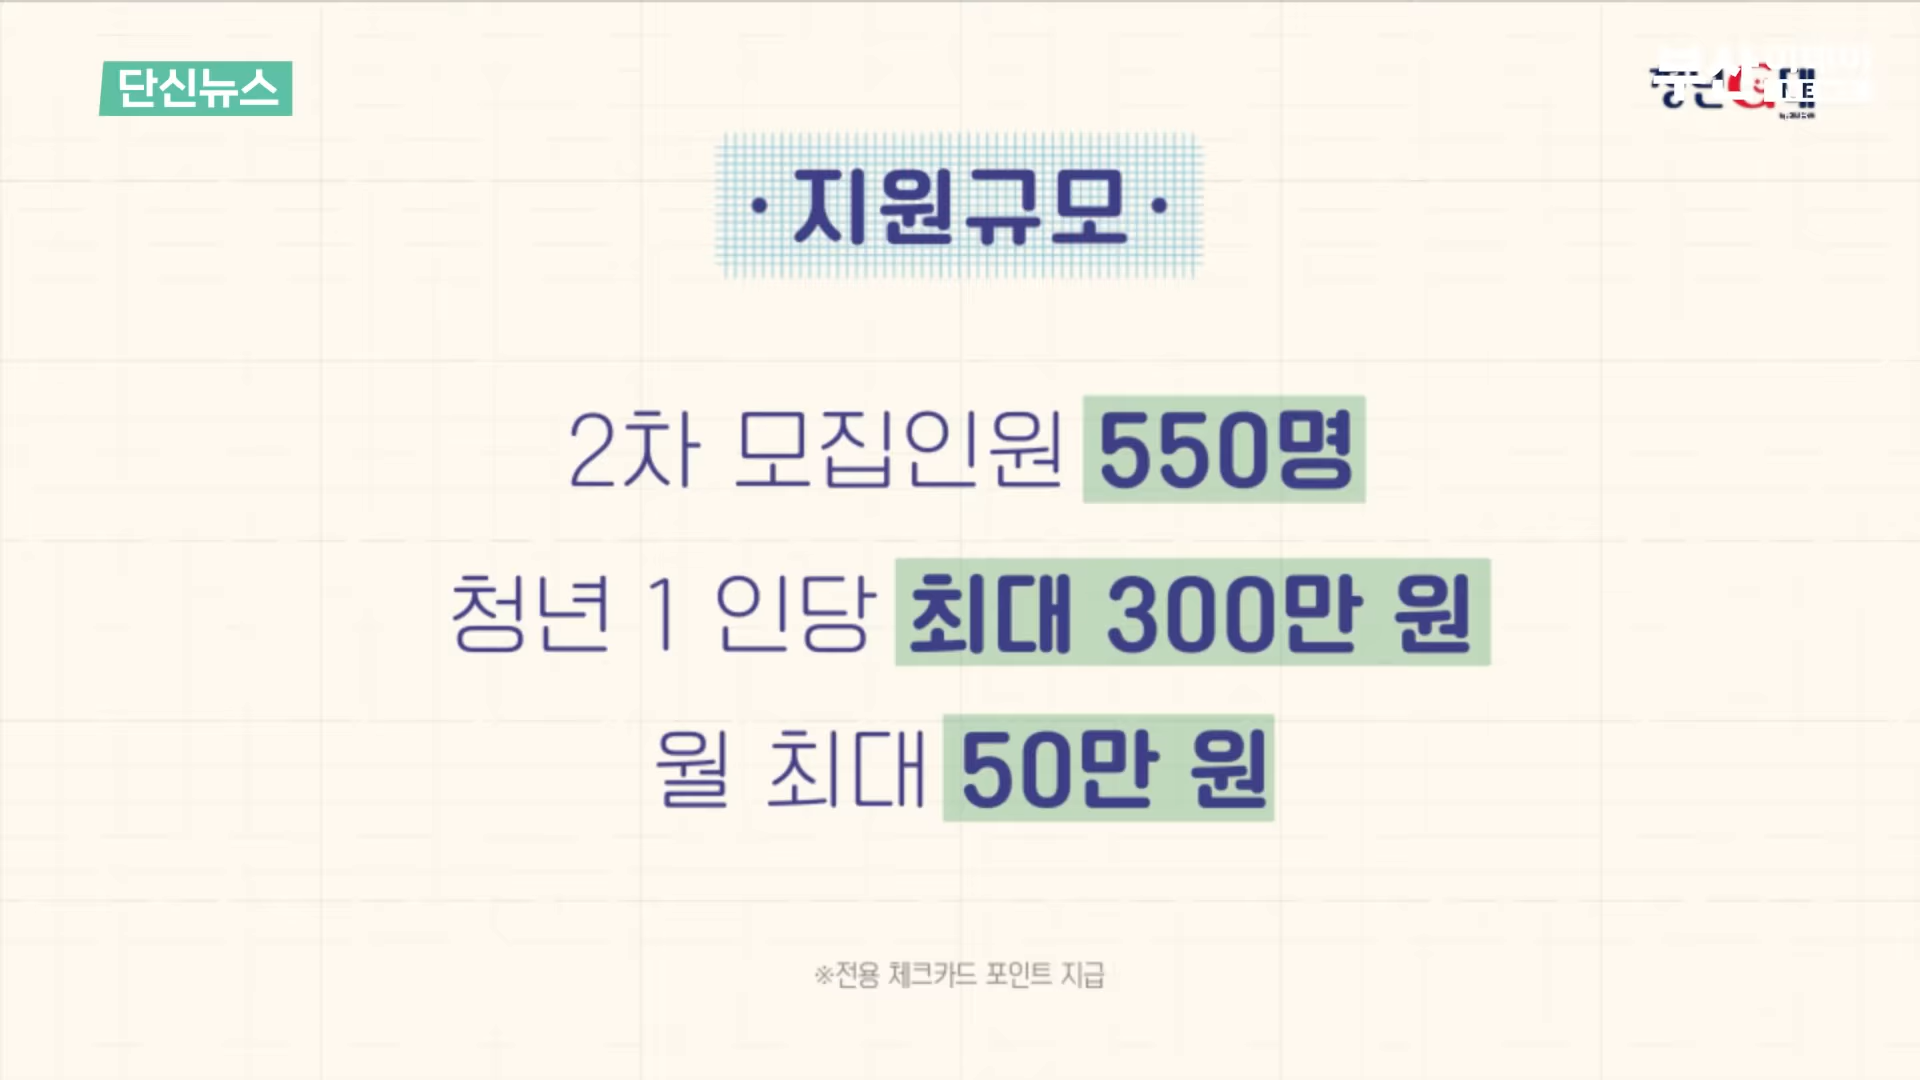 단신뉴스
· 지원규모 ·
2차 모집인원 550명
청년 1 인당 최대 300만 원
월 최대 50만 원
※전용 체크카드 포인트 지급